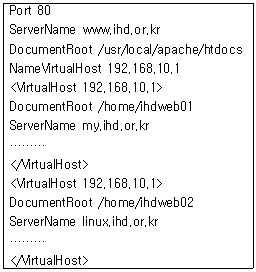 Port 80
ServerName www.ihd.or.kr
DocumentRoot /usr/local/apache/htdocs
NameVirtualHost 192.168.10.1
<VirtualHost 192.168.10.1>
DocumentRoot /home/ihdweb01
ServerName my.ihd.or.kr
………
</VirtualHost>
<VirtualHost 192.168.10.1>
DocumentRoot /home/ihdweb02
ServerName linux.ihd.or.kr
………
</VirtualHost>